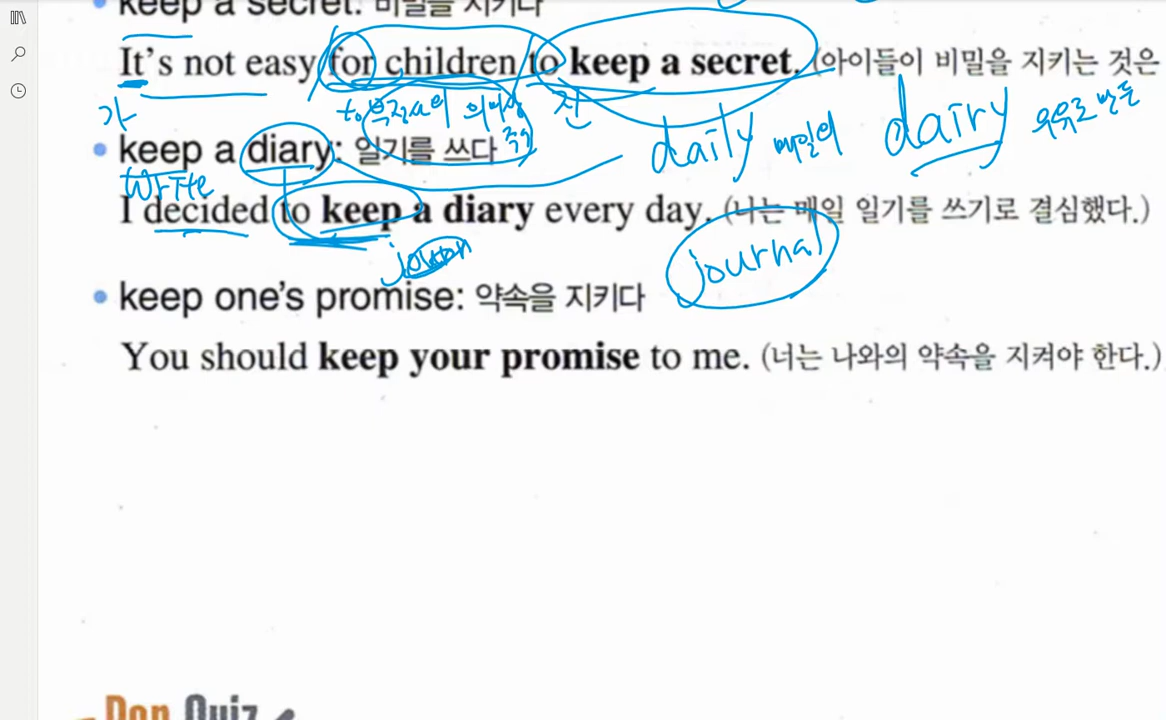 keep a secret: 비밀을 지키다
It's not easy for children to keep a secret. (아이들이 비밀을 지키는 것은
가 to부정사의 의미상 주어 진 daily 매일의 dairy 우유로 만든
keep a diary: 일기를 쓰다
write
I decided to keep a diary every day. (나는 매일 일기를 쓰기로 결심했다.)
journal
keep one's promise: 약속을 지키다
You should keep your promise to me. (너는 나와의 약속을 지켜야 한다.)
Pop Quiz